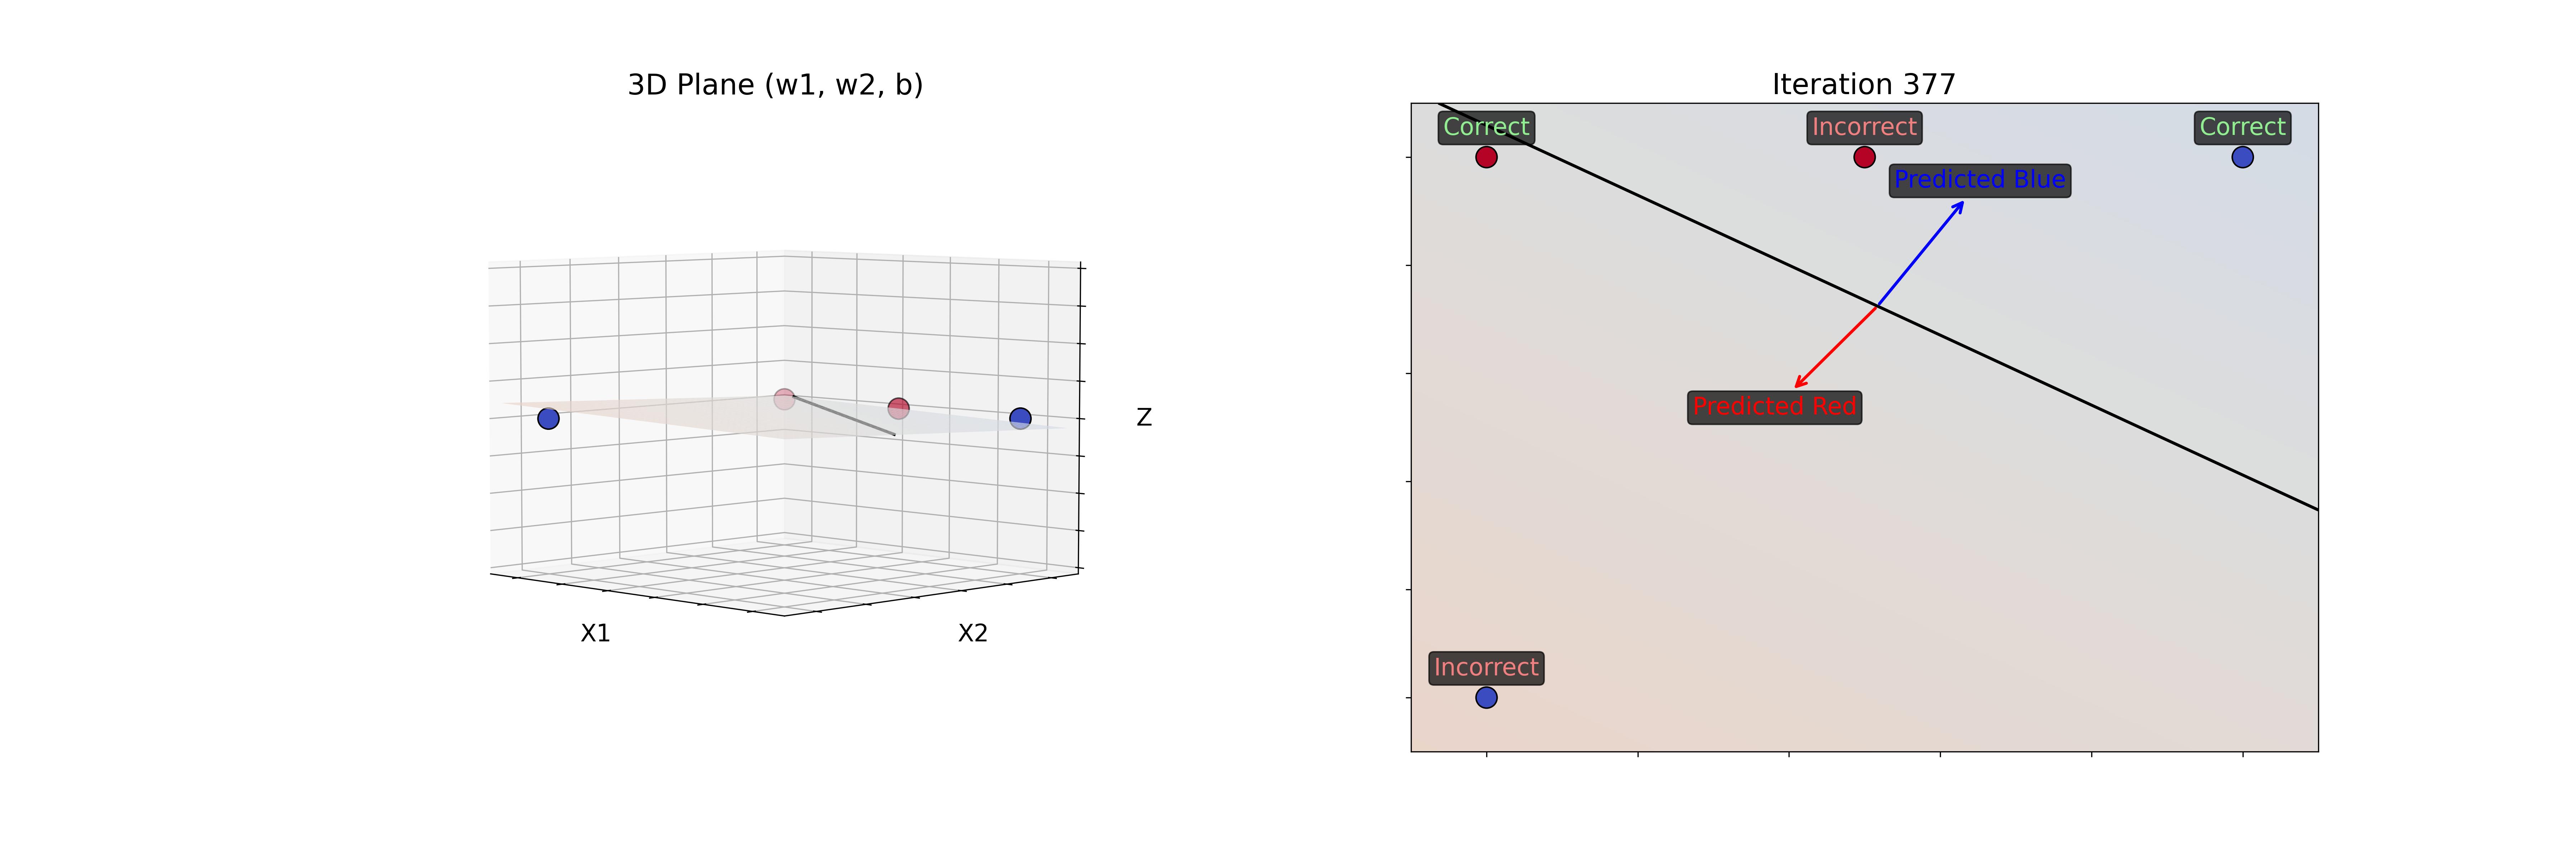 3D Plane (w1, w2, b)
Z
X1
X2
Iteration 377
Correct
Incorrect
Correct
Predicted Blue
Predicted Red
Incorrect